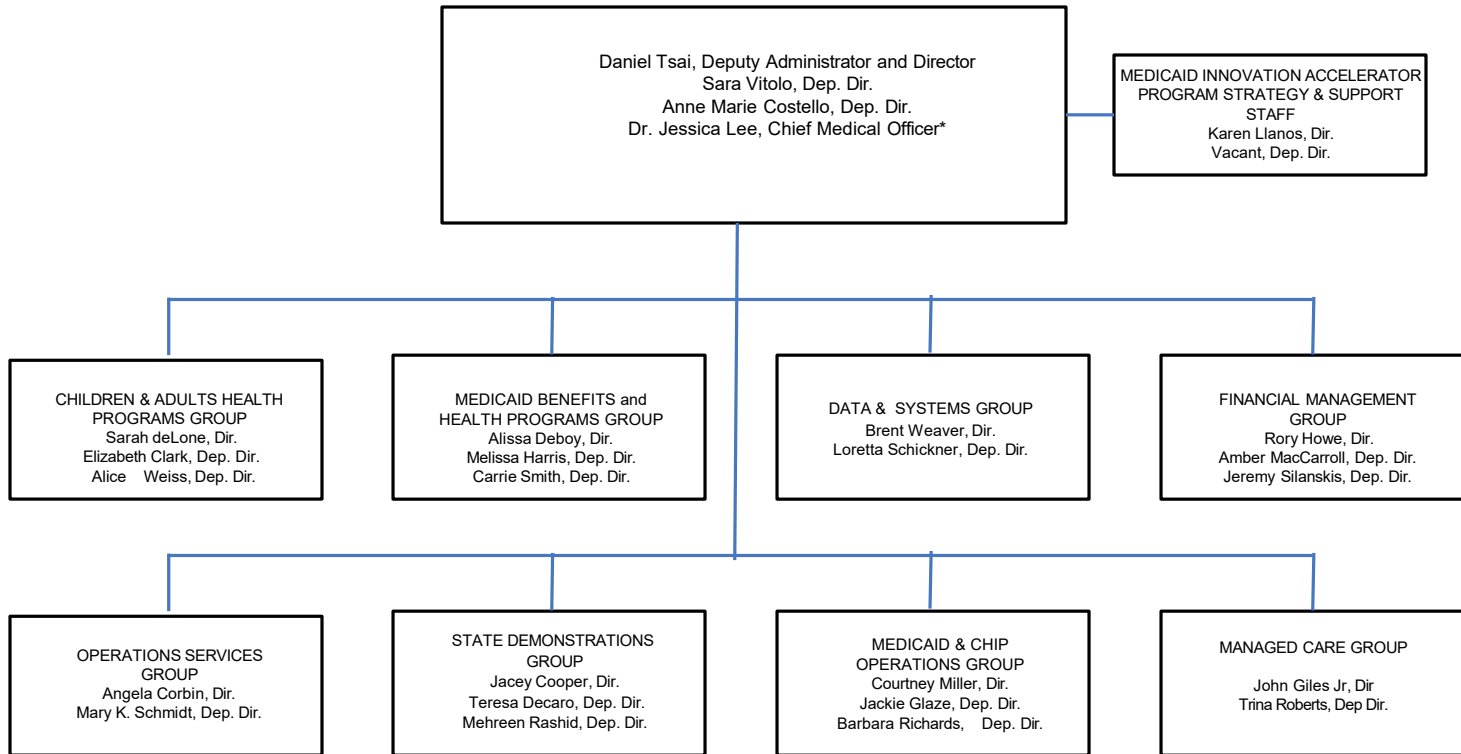 Daniel Tsai, Deputy Administrator and Director
Sara Vitolo, Dep. Dir.
Anne Marie Costello, Dep. Dir.
Dr. Jessica Lee, Chief Medical Officer*
MEDICAID INNOVATION ACCELERATOR
PROGRAM STRATEGY & SUPPORT
STAFF
Karen Llanos, Dir.
Vacant, Dep. Dir.
CHILDREN & ADULTS HEALTH
PROGRAMS GROUP
Sarah deLone, Dir.
Elizabeth Clark, Dep. Dir.
Alice Weiss, Dep. Dir.
MEDICAID BENEFITS and
HEALTH PROGRAMS GROUP
Alissa Deboy, Dir.
Melissa Harris, Dep. Dir.
Carrie Smith, Dep. Dir.
DATA & SYSTEMS GROUP
Brent Weaver, Dir.
Loretta Schickner, Dep. Dir.
FINANCIAL MANAGEMENT
GROUP
Rory Howe, Dir.
Amber MacCarroll, Dep. Dir.
Jeremy Silanskis, Dep. Dir.
OPERATIONS SERVICES
GROUP
Angela Corbin, Dir.
Mary K. Schmidt, Dep. Dir.
STATE DEMONSTRATIONS
GROUP
Jacey Cooper, Dir.
Teresa Decaro, Dep. Dir.
Mehreen Rashid, Dep. Dir.
MEDICAID & CHIP
OPERATIONS GROUP
Courtney Miller, Dir.
Jackie Glaze, Dep. Dir.
Barbara Richards, Dep. Dir.
MANAGED CARE GROUP
John Giles Jr, Dir
Trina Roberts, Dep Dir.